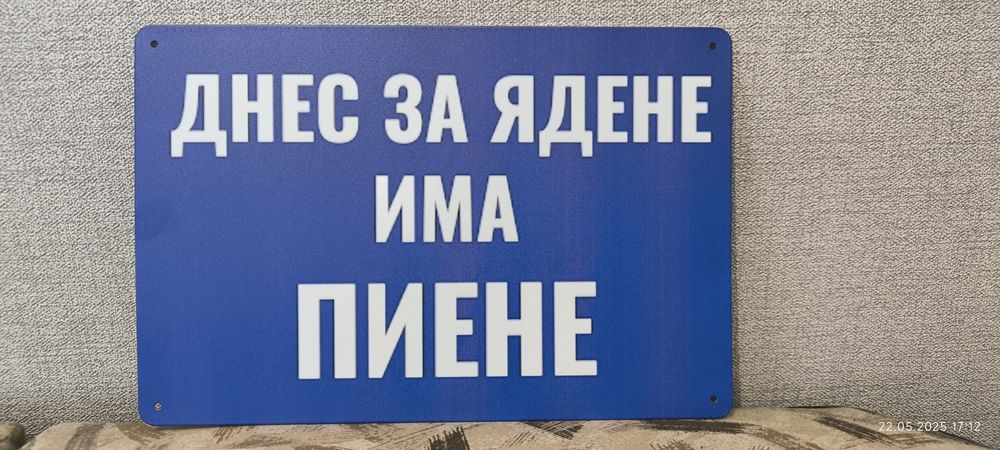 ДНЕС ЗА ЯДЕНЕ
ИМА
ПИЕНЕ
22.05.2025 17:12